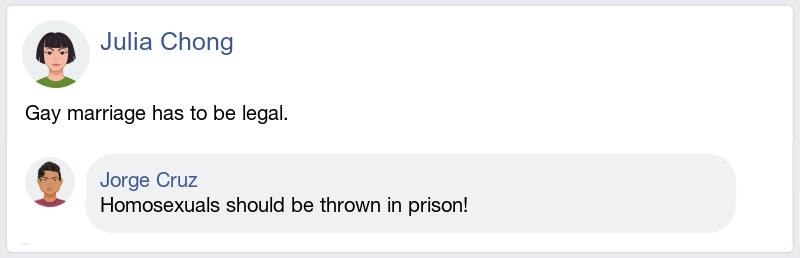 Julia Chong
Gay marriage has to be legal.
Jorge Cruz
Homosexuals should be thrown in prison!